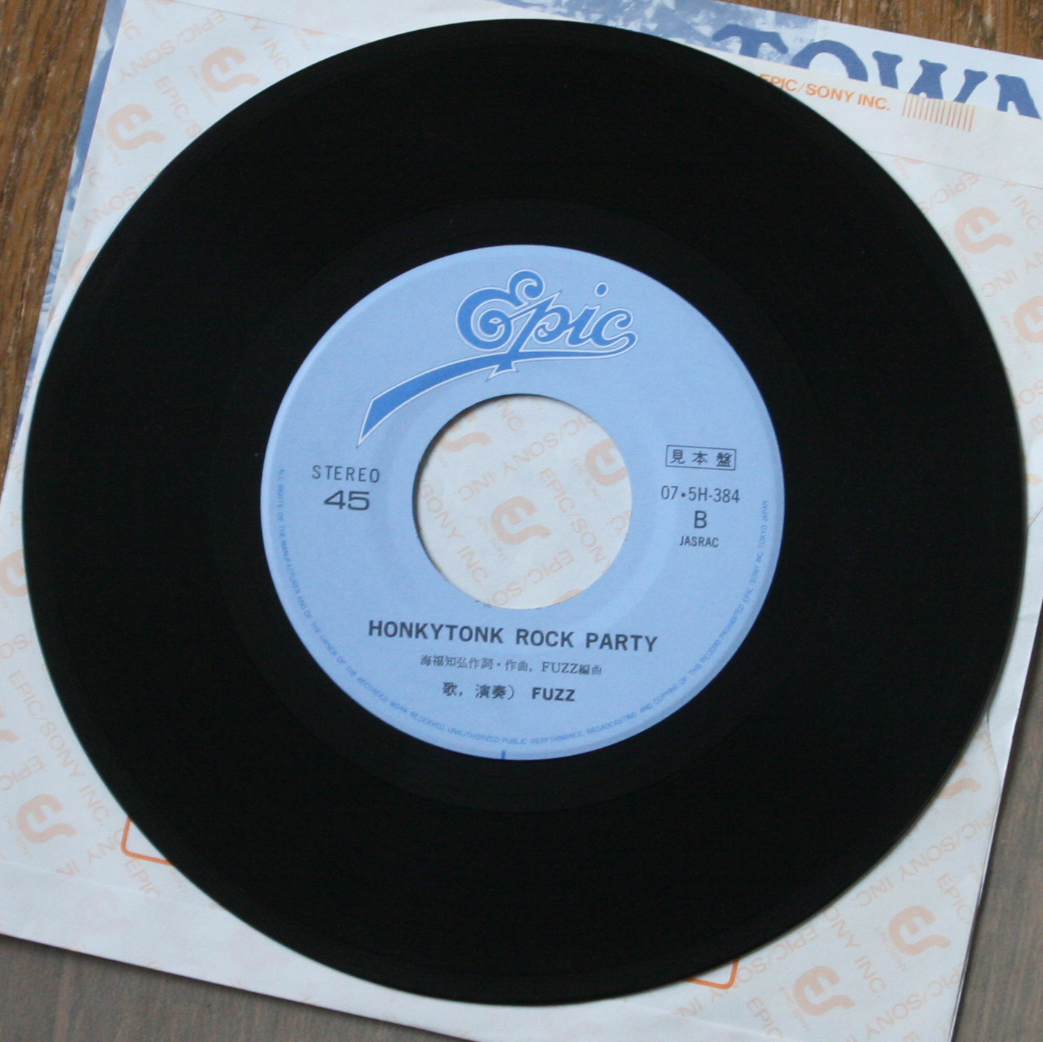 TOWN
EPIC/SONY INC.
Epic
STEREO
45
見本盤
07・5H-384
B
JASRAC
HONKYTONK ROCK PARTY
海福知弘作詞・作曲, FUZZ編曲
歌, 演奏) FUZZ
EPIC/SONY INC.